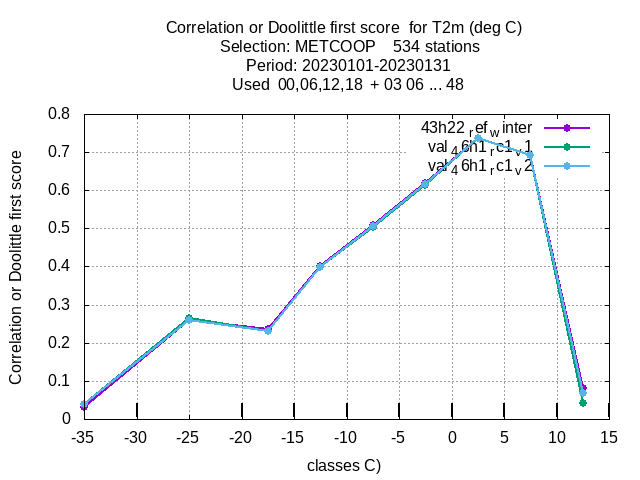 Correlation or Doolittle first score  for T2m (deg C)
Selection: METCOOP    534 stations
Period: 20230101-20230131
Used  00,06,12,18  + 03 06 ... 48
43h22_ref_winter
val_46h1_rc1_v1
val_46h1_rc1_v2
Correlation or Doolittle first score
0.8
0.7
0.6
0.5
0.4
0.3
0.2
0.1
0
-35 -30 -25 -20 -15 -10 -5 0 5 10 15
classes C)